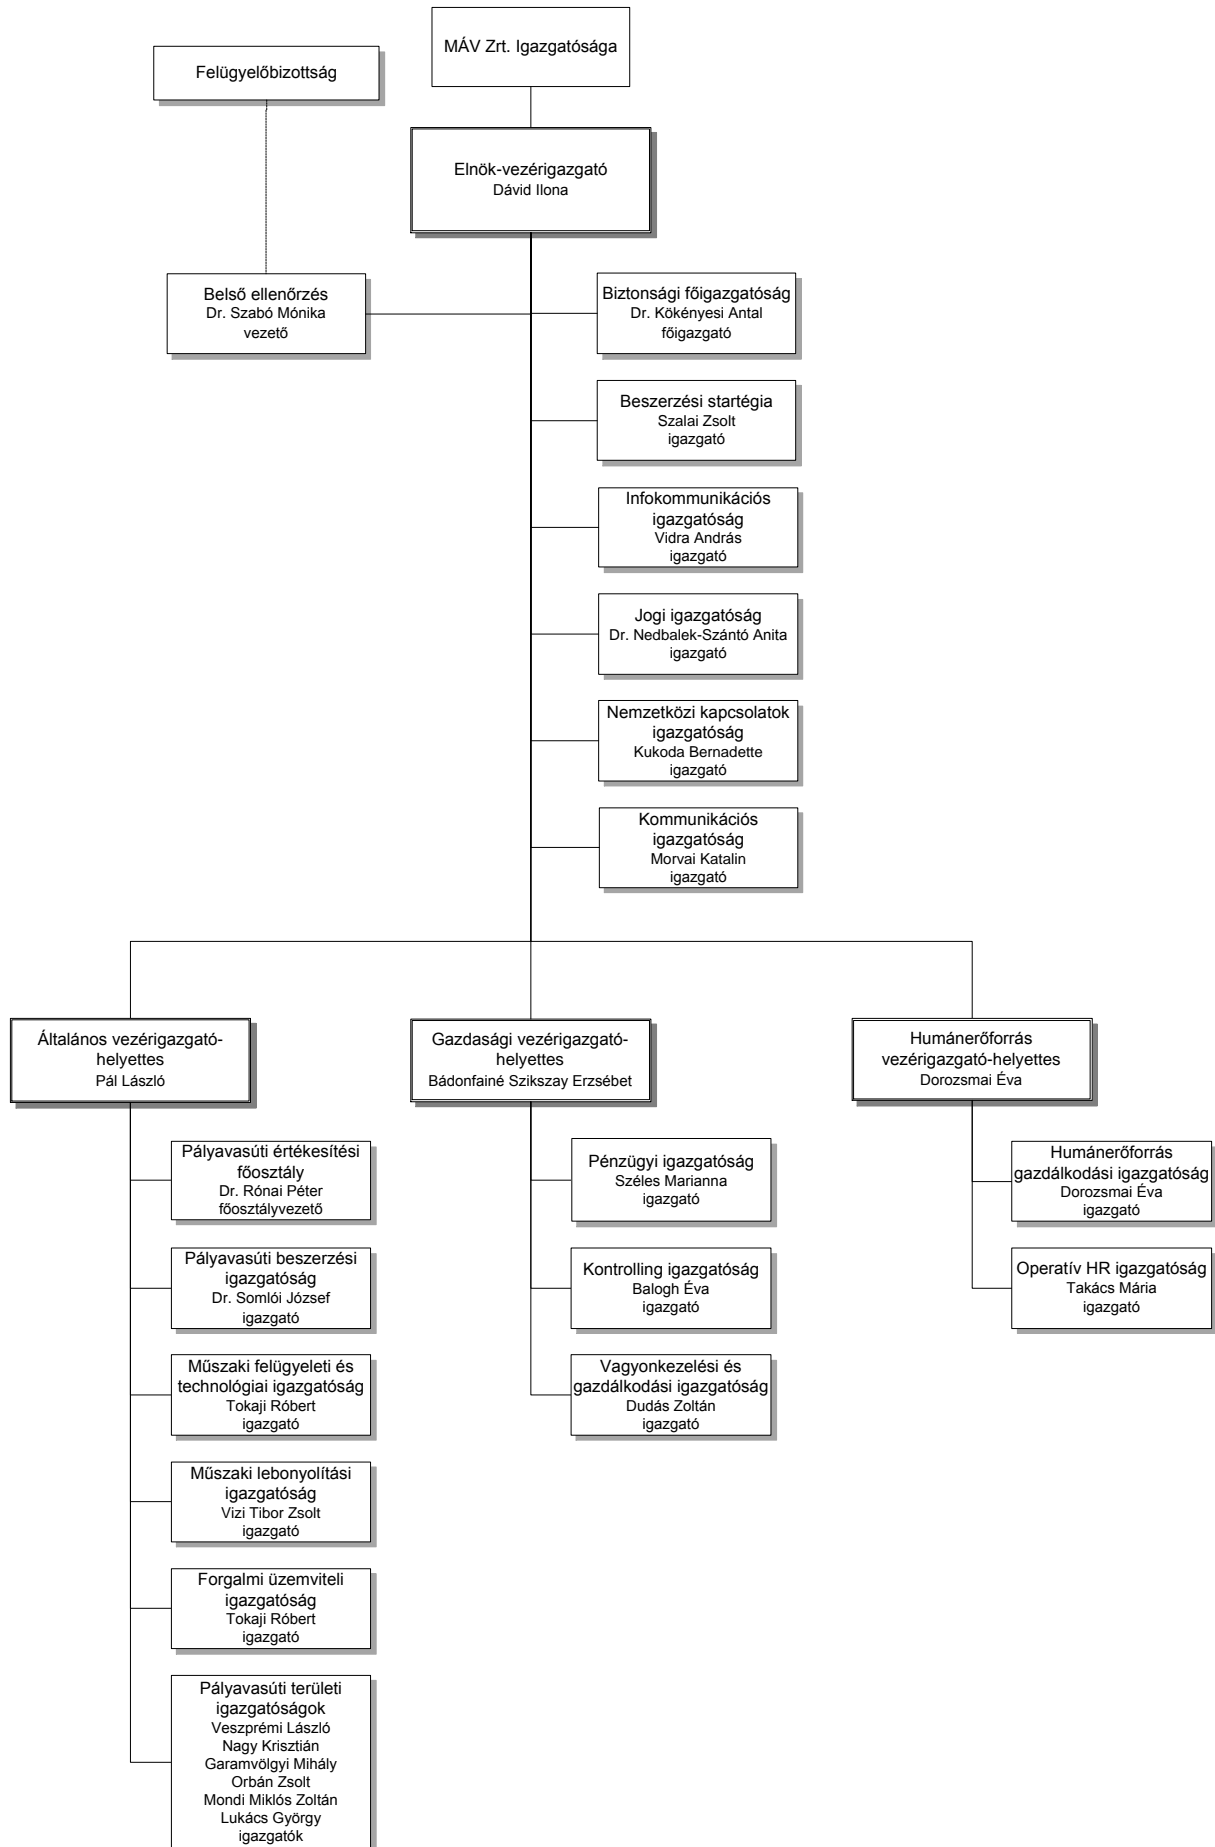 MÁV Zrt. Igazgatósága
Felügyelőbizottság
Elnök-vezérigazgató
Dávid Ilona
Belső ellenőrzés
Dr. Szabó Mónika
vezető
Biztonsági főigazgatóság
Dr. Kökényesi Antal
főigazgató
Beszerzési startégia
Szalai Zsolt
igazgató
Infokommunikációs
igazgatóság
Vidra András
igazgató
Jogi igazgatóság
Dr. Nedbalek-Szántó Anita
igazgató
Nemzetközi kapcsolatok
igazgatóság
Kukoda Bernadette
igazgató
Kommunikációs
igazgatóság
Morvai Katalin
igazgató
Általános vezérigazgató-
helyettes
Pál László
Gazdasági vezérigazgató-
helyettes
Bádonfainé Szikszay Erzsébet
Humánerőforrás
vezérigazgató-helyettes
Dorozsmai Éva
Pályavasúti értékesítési
főosztály
Dr. Rónai Péter
főosztályvezető
Pályavasúti beszerzési
igazgatóság
Dr. Somlói József
igazgató
Műszaki felügyeleti és
technológiai igazgatóság
Tokaji Róbert
igazgató
Műszaki lebonyolítási
igazgatóság
Vizi Tibor Zsolt
igazgató
Forgalmi üzemviteli
igazgatóság
Tokaji Róbert
igazgató
Pályavasúti területi
igazgatóságok
Veszprémi László
Nagy Krisztián
Garamvölgyi Mihály
Orbán Zsolt
Mondi Miklós Zoltán
Lukács György
igazgatók
Pénzügyi igazgatóság
Széles Marianna
igazgató
Kontrolling igazgatóság
Balogh Éva
igazgató
Vagyonkezelési és
gazdálkodási igazgatóság
Dudás Zoltán
igazgató
Humánerőforrás
gazdálkodási igazgatóság
Dorozsmai Éva
igazgató
Operatív HR igazgatóság
Takács Mária
igazgató